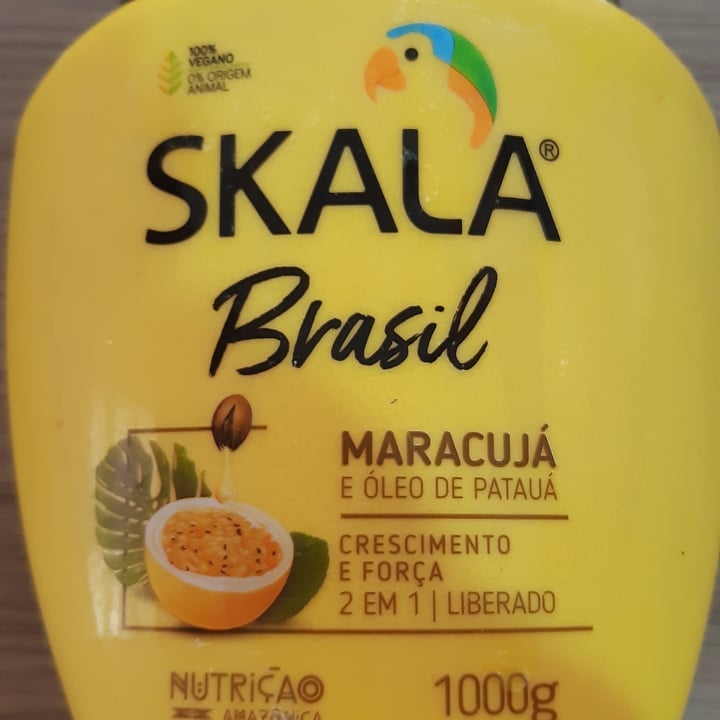 100%
VEGANO
0% ORIGEM
ANIMAL
SKALA®
Brasil
MARACUJÁ
E ÓLEO DE PATAUÁ
CRESCIMENTO
E FORÇA
2 EM 1 | LIBERADO
NUTRIÇÃO
AMAZÔNICA
1000g